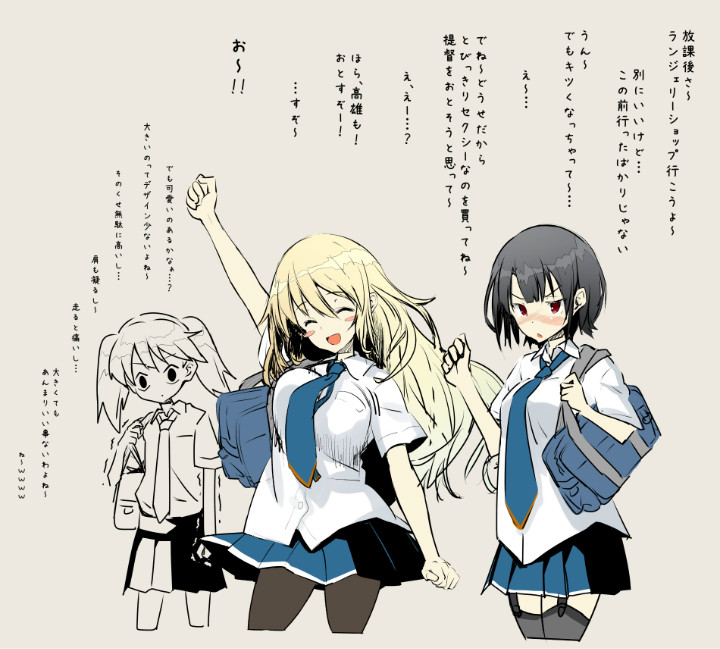 放課後さ～
ランジェリーショップ行こうよ～
別にいいけど…
この前行ったばかりじゃない
うん～
でもキツくなっちゃって～…
え～…
でね～どうせだから
とびっきりセクシーなのを買ってね～
提督をおとそうと思って～
え、えー…？
ほら、高雄も！
おとすぞー！
…すぞ～
お～!!
でも可愛いのあるかなぁ…？
大きいのってデザイン少ないよね～
そのくせ無駄に高いし…
肩も凝るし～
走ると痛いし…
大きくても
あんまりいい事ないわよね～
ね～wwww